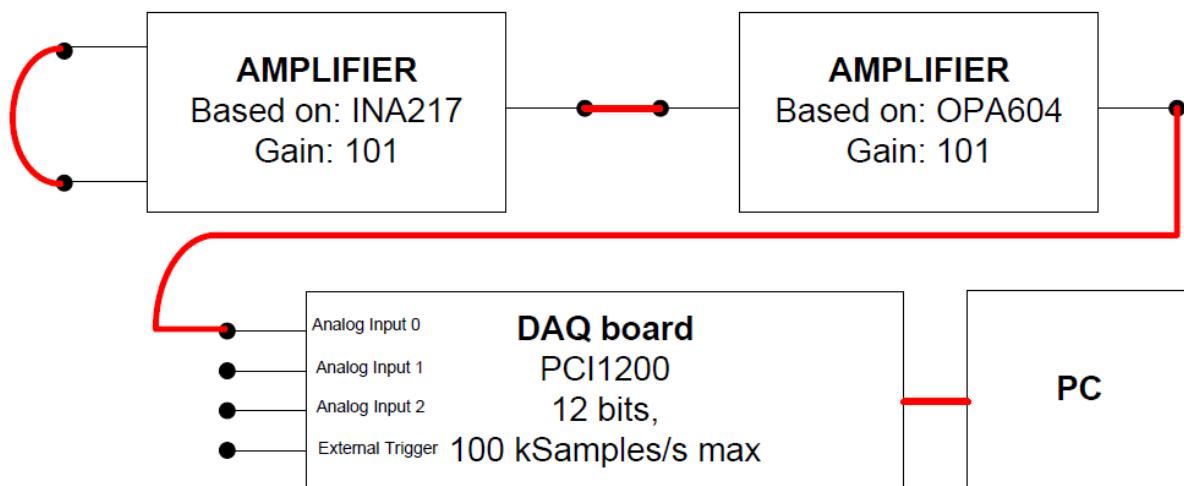 AMPLIFIER
Based on: INA217
Gain: 101
AMPLIFIER
Based on: OPA604
Gain: 101
Analog Input 0
Analog Input 1
Analog Input 2
External Trigger
DAQ board
PCI1200
12 bits,
100 kSamples/s max
PC